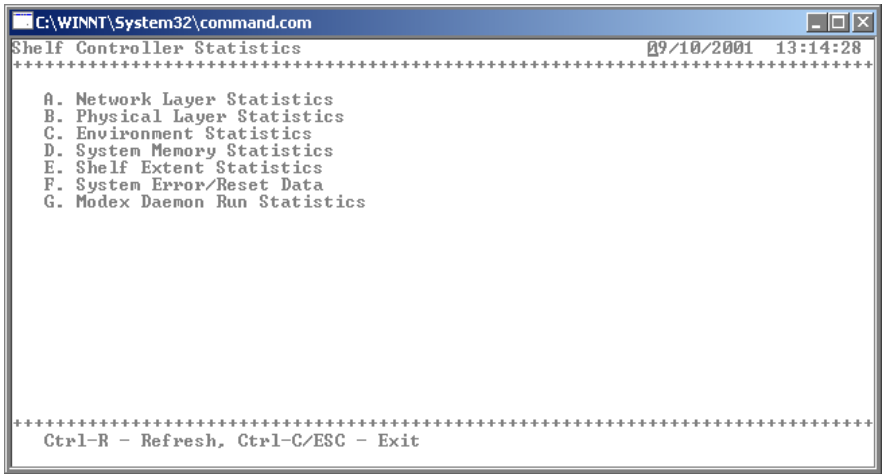 C:\WINNT\System32\command.com
Shelf Controller Statistics 09/10/2001 13:14:28
++++++++++++++++++++++++++++++++++++++++++++++++++++++++++++++++++++++++++++++++
A. Network Layer Statistics
B. Physical Layer Statistics
C. Environment Statistics
D. System Memory Statistics
E. Shelf Extent Statistics
F. System Error/Reset Data
G. Modex Daemon Run Statistics
++++++++++++++++++++++++++++++++++++++++++++++++++++++++++++++++++++++++++++++++
Ctrl-R - Refresh, Ctrl-C/ESC - Exit